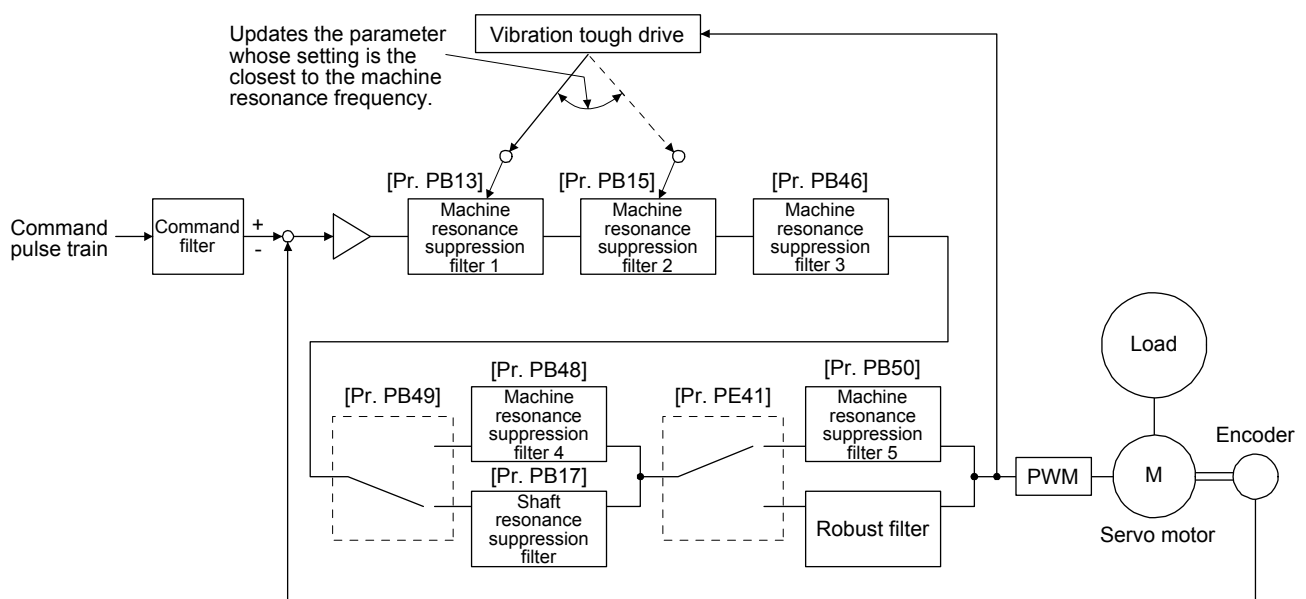 Updates the parameter
whose setting is the
closest to the machine
resonance frequency.
Vibration tough drive
[Pr. PB13]
[Pr. PB15]
[Pr. PB46]
Command
pulse train
Command
filter
+
-
Machine
resonance
suppression
filter 1
Machine
resonance
suppression
filter 2
Machine
resonance
suppression
filter 3
Load
[Pr. PB49]
[Pr. PB48]
Machine
resonance
suppression
filter 4
[Pr. PB17]
Shaft
resonance
suppression
filter
[Pr. PE41]
[Pr. PB50]
Machine
resonance
suppression
filter 5
Robust filter
PWM
M
Servo motor
Encoder